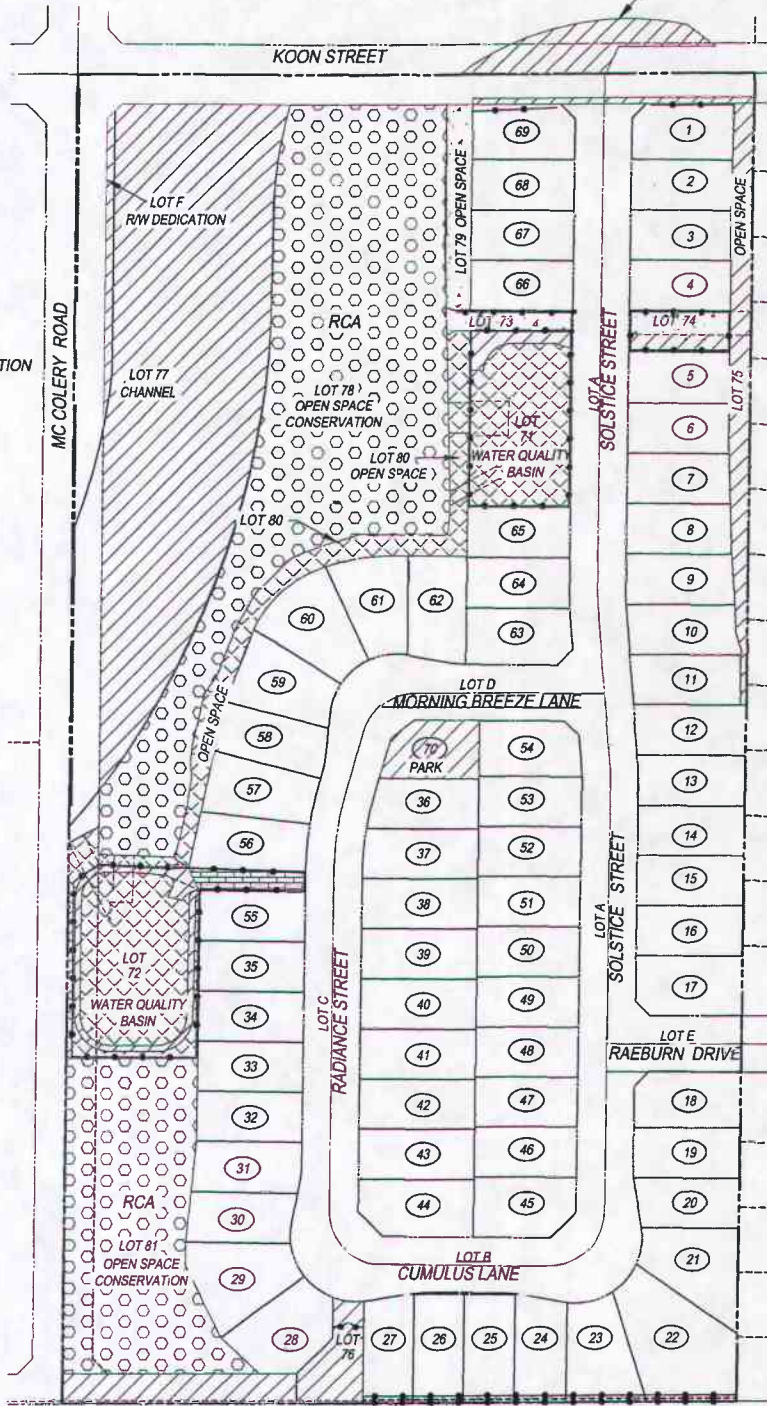 KOON STREET
69
1
LOT F
R/W DEDICATION
68
2
LOT 79 OPEN SPACE
OPEN SPACE
67
3
66
4
RCA
LOT 73
LOT 74
MC COLERY ROAD
TION
LOT 77
CHANNEL
LOT 78
OPEN SPACE
CONSERVATION
LOT A
SOLSTICE STREET
5
LOT 75
6
LOT
71
WATER QUALITY
BASIN
LOT 80
OPEN SPACE
7
LOT 80
65
8
64
9
60
61
62
63
10
59
11
LOT D
MORNING BREEZE LANE
OPEN SPACE
58
12
70
PARK
54
57
13
36
53
56
14
37
52
15
55
38
51
16
LOT
72
WATER QUALITY
BASIN
35
39
50
LOT A
SOLSTICE STREET
17
34
40
49
LOT C
RADIANCE STREET
LOT E
RAEBURN DRIVE
33
41
48
32
42
47
18
31
43
46
19
RCA
30
44
45
20
LOT 81
OPEN SPACE
CONSERVATION
29
LOT B
CUMULUS LANE
21
28
LOT
76
27
26
25
24
23
22